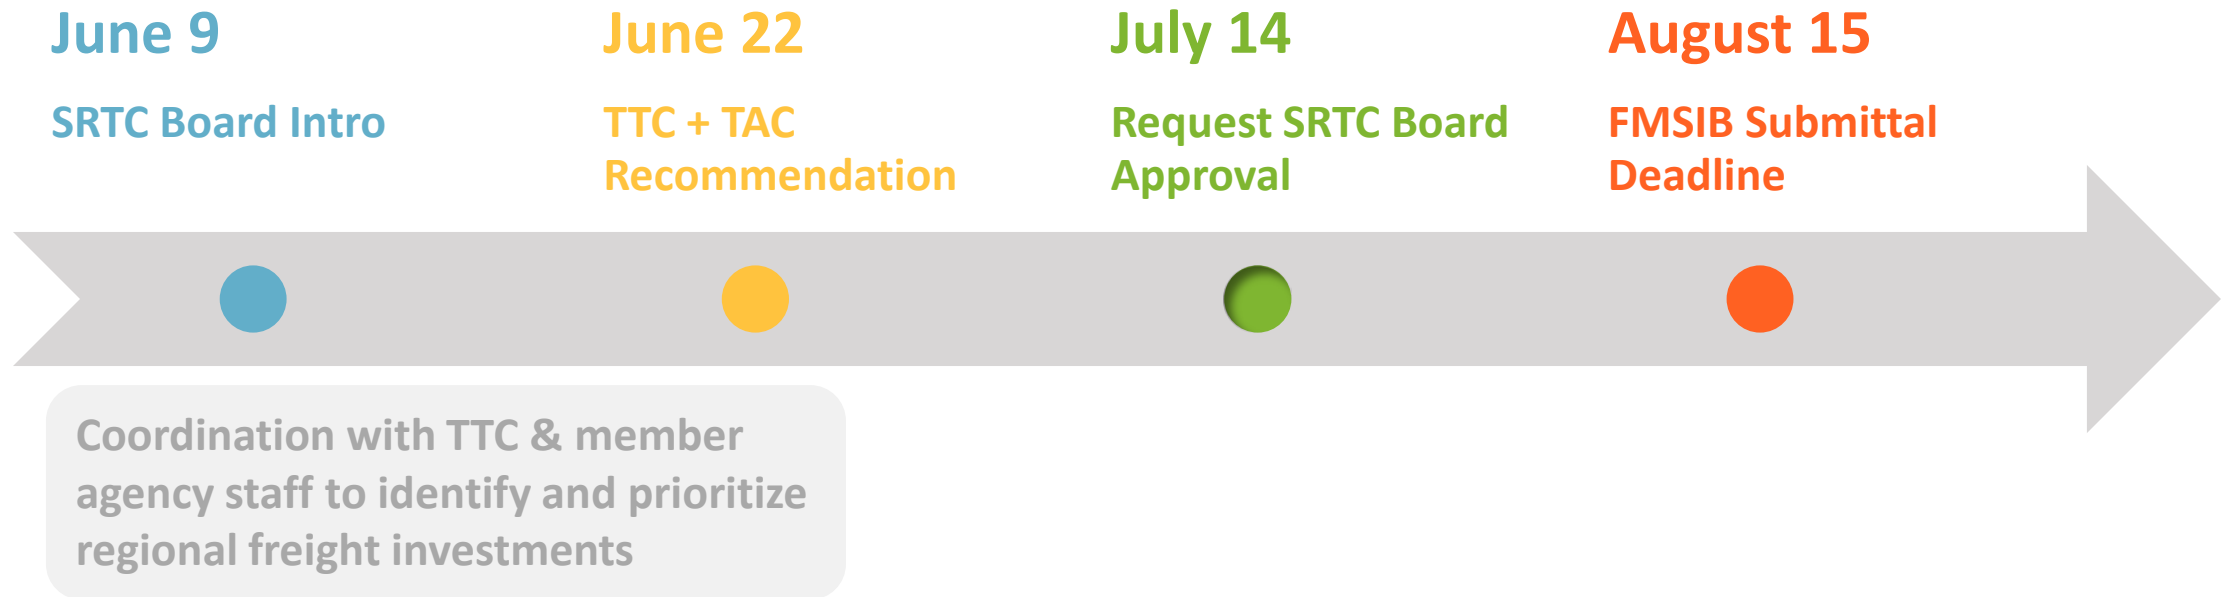 June 9
SRTC Board Intro
June 22
TTC + TAC
Recommendation
July 14
Request SRTC Board
Approval
August 15
FMSIB Submittal
Deadline
Coordination with TTC & member
agency staff to identify and prioritize
regional freight investments